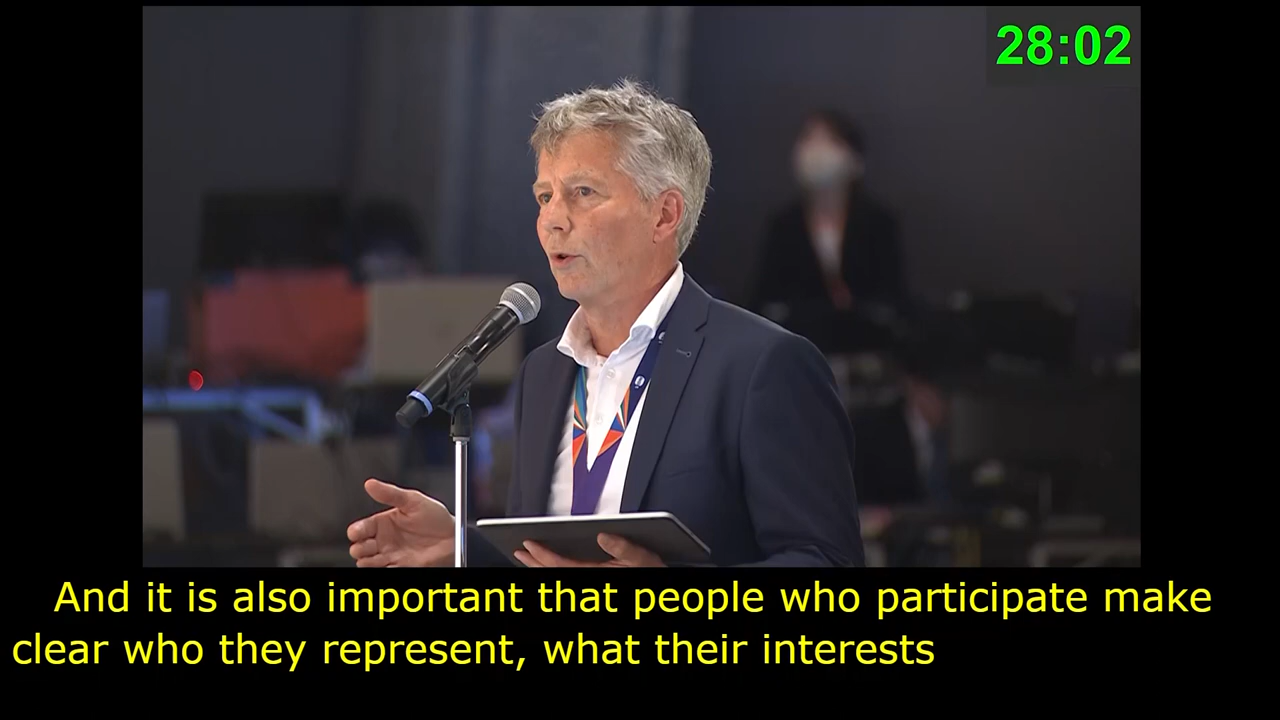 28:02
And it is also important that people who participate make
clear who they represent, what their interests